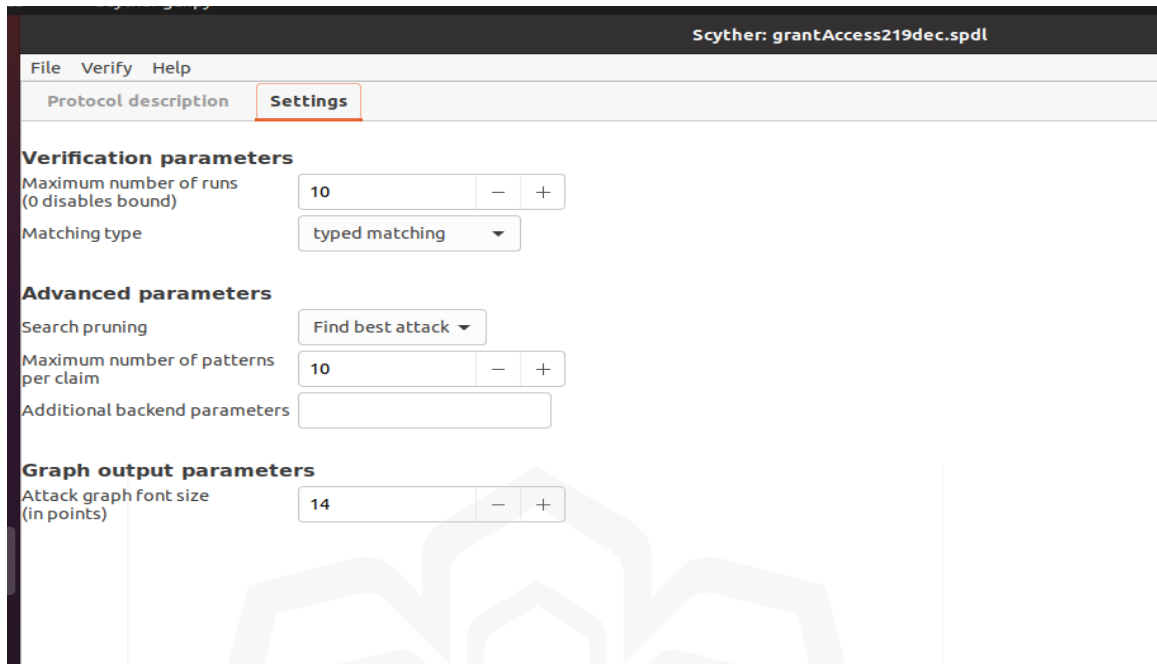 Scyther: grantAccess219dec.spdl
File Verify Help
Protocol description Settings
Verification parameters
Maximum number of runs
(0 disables bound)
10 − +
Matching type
typed matching
Advanced parameters
Search pruning
Find best attack
Maximum number of patterns
per claim
10 − +
Additional backend parameters
Graph output parameters
Attack graph font size
(in points)
14 − +